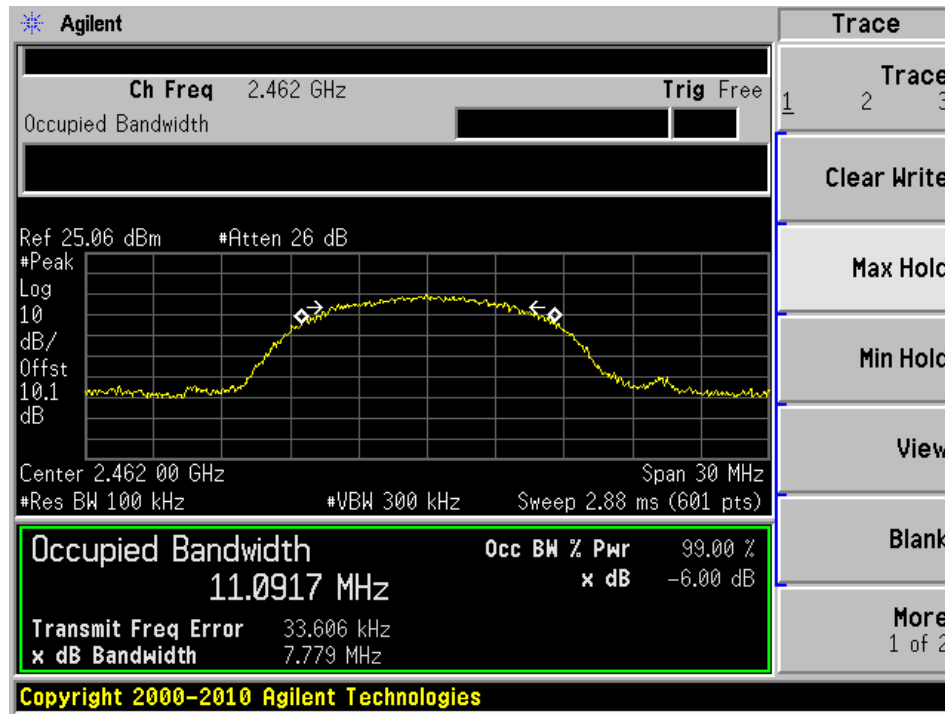 Agilent
Trace
Ch Freq 2.462 GHz Trig Free
Occupied Bandwidth
Trace
1 2 3
Clear Write
Max Hold
Min Hold
View
Blank
More
1 of 2
Ref 25.06 dBm #Atten 26 dB
#Peak
Log
10
dB/
Offst
10.1
dB
Center 2.462 00 GHz Span 30 MHz
#Res BW 100 kHz #VBW 300 kHz Sweep 2.88 ms (601 pts)
Occupied Bandwidth
11.0917 MHz
Occ BW % Pwr 99.00 %
x dB -6.00 dB
Transmit Freq Error 33.606 kHz
x dB Bandwidth 7.779 MHz
Copyright 2000-2010 Agilent Technologies